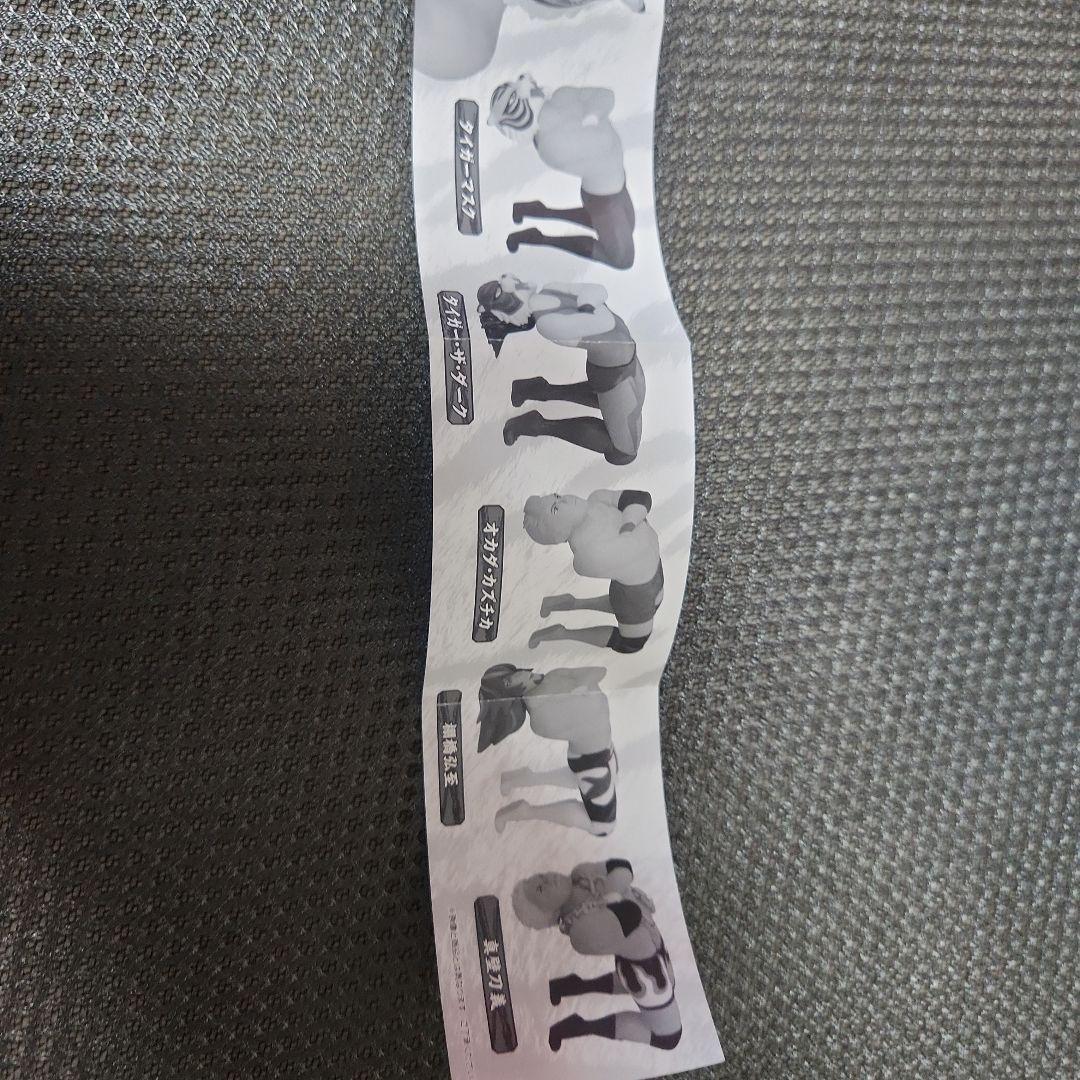 タイガーマスク
タイガー・ザ・ダーク
オカダ・カズチカ
棚橋弘至
真壁刀義